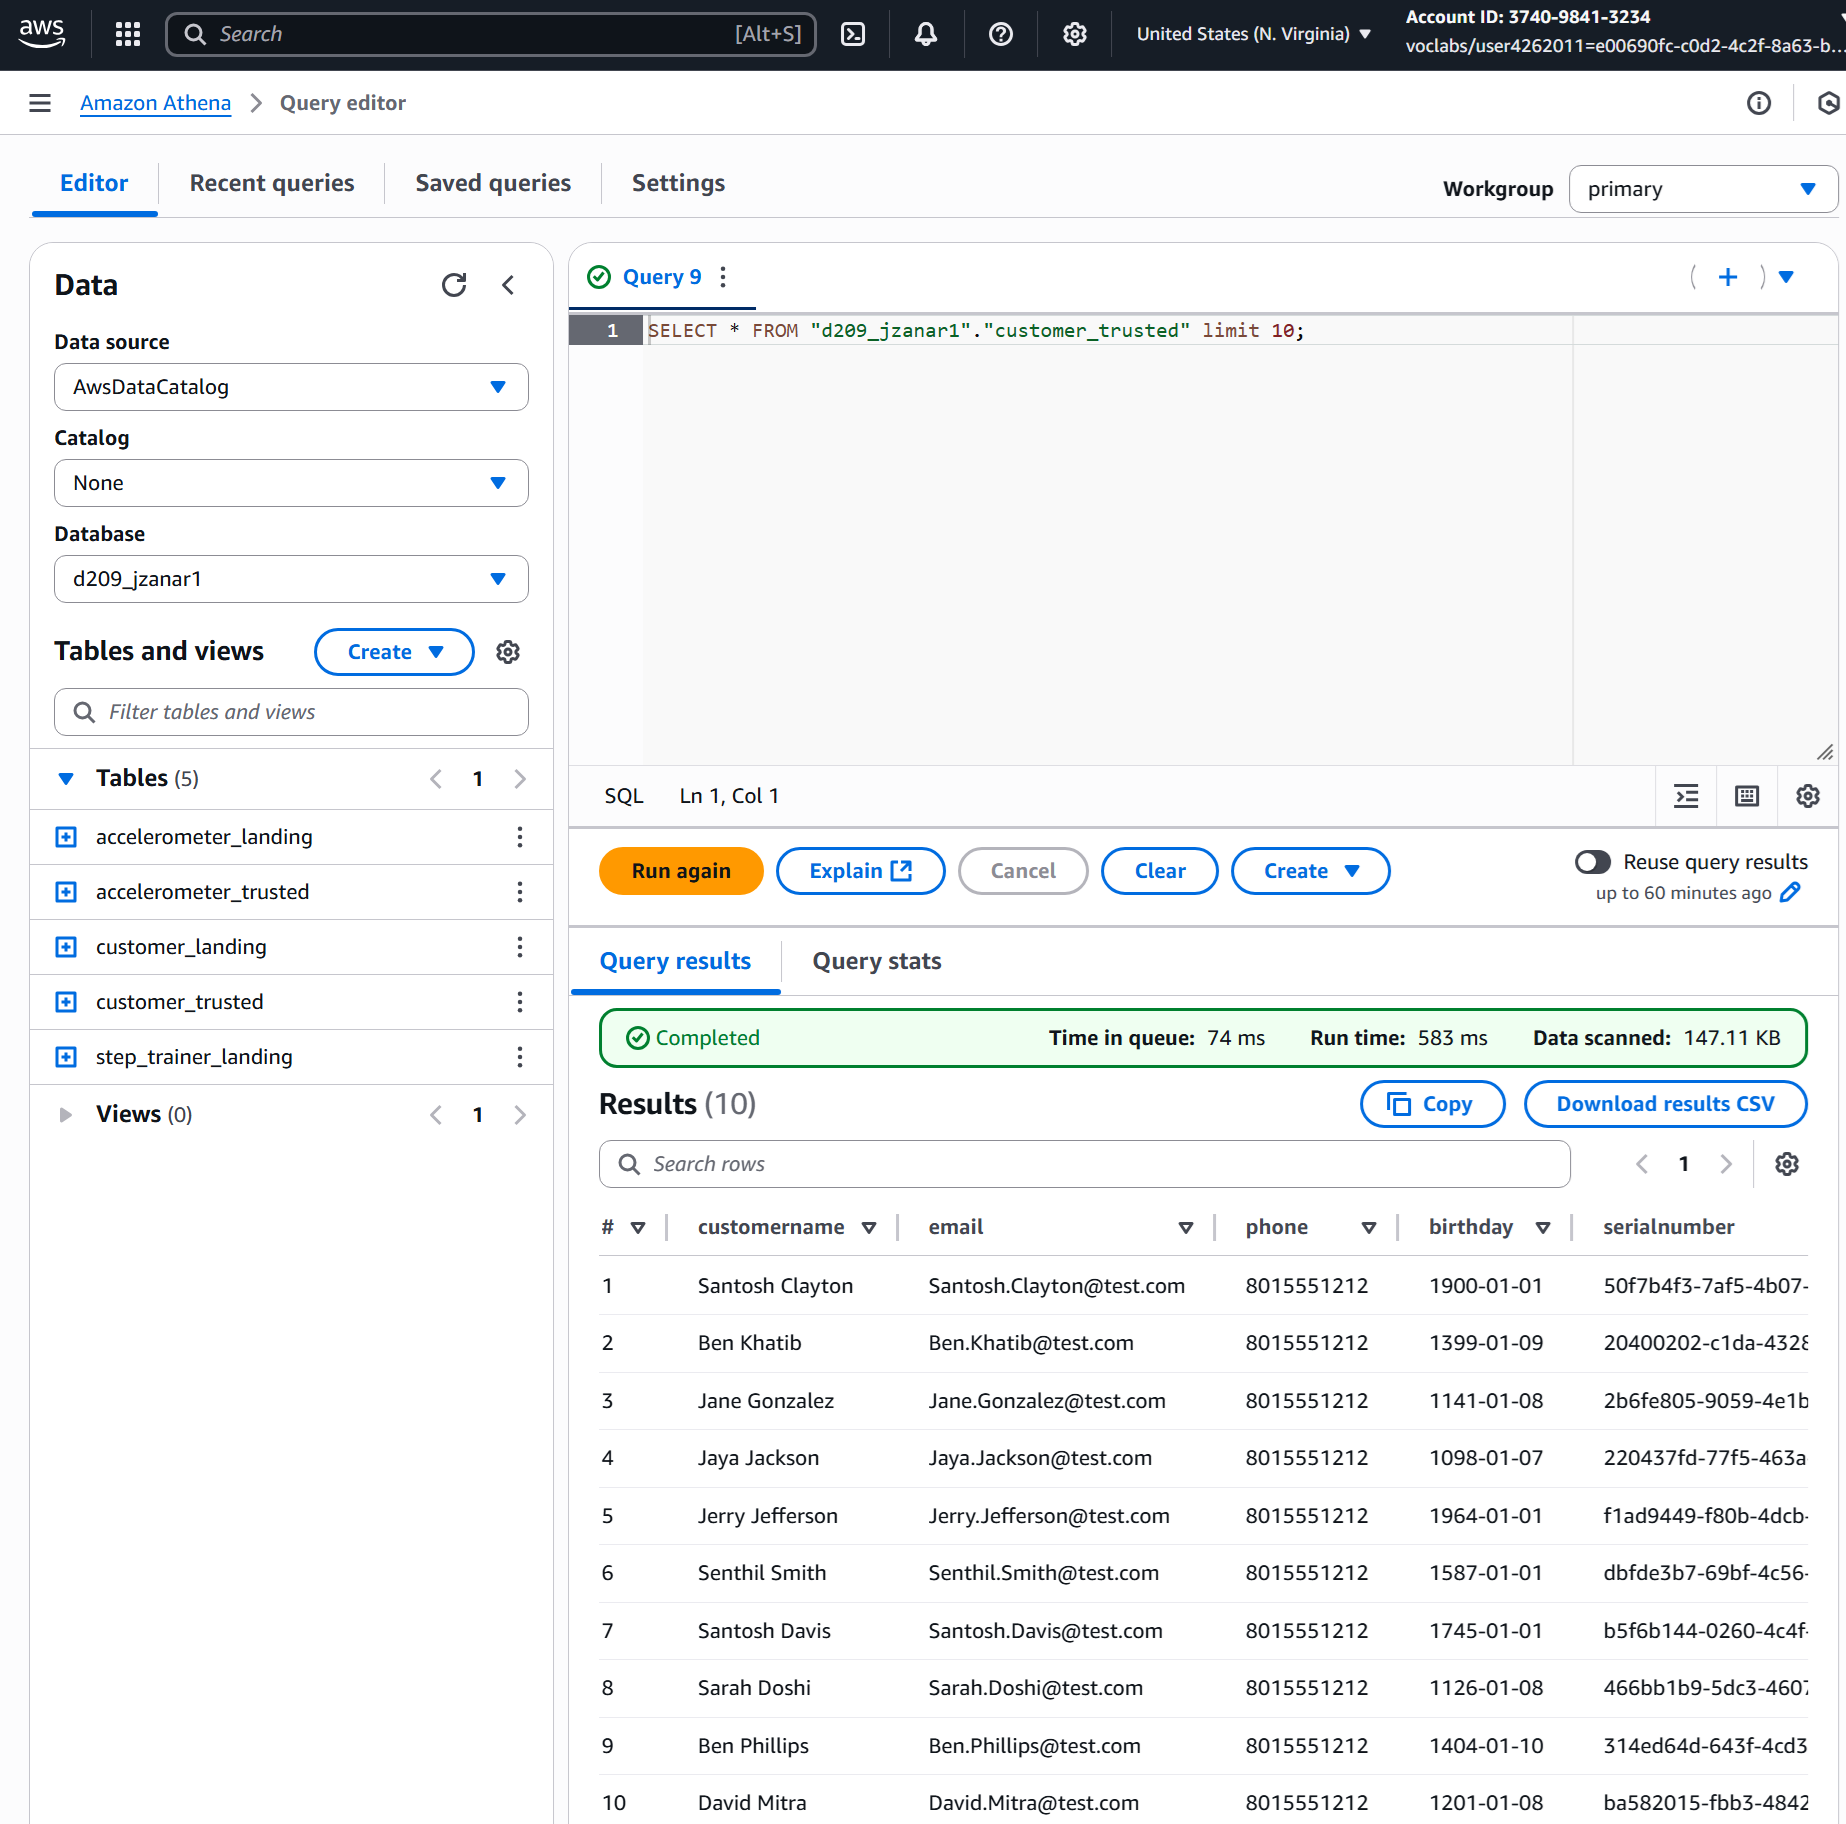 aws
Search [Alt+S]
United States (N. Virginia)
Account ID: 3740-9841-3234
voclabs/user4262011=e00690fc-c0d2-4c2f-8a63-b...
Amazon Athena > Query editor
Editor
Recent queries
Saved queries
Settings
Workgroup
primary
Data
Data source
AwsDataCatalog
Catalog
None
Database
d209_jzanar1
Tables and views
Create
Filter tables and views
Tables (5)
1
accelerometer_landing
accelerometer_trusted
customer_landing
customer_trusted
step_trainer_landing
Views (0)
1
Query 9
1 SELECT * FROM "d209_jzanar1"."customer_trusted" limit 10;
SQL Ln 1, Col 1
Run again
Explain
Cancel
Clear
Create
Reuse query results
up to 60 minutes ago
Query results
Query stats
Completed
Time in queue: 74 ms Run time: 583 ms Data scanned: 147.11 KB
Results (10)
Copy
Download results CSV
Search rows
1
# customername email phone birthday serialnumber
1 Santosh Clayton Santosh.Clayton@test.com 8015551212 1900-01-01 50f7b4f3-7af5-4b07-
2 Ben Khatib Ben.Khatib@test.com 8015551212 1399-01-09 20400202-c1da-4328
3 Jane Gonzalez Jane.Gonzalez@test.com 8015551212 1141-01-08 2b6fe805-9059-4e1b
4 Jaya Jackson Jaya.Jackson@test.com 8015551212 1098-01-07 220437fd-77f5-463a
5 Jerry Jefferson Jerry.Jefferson@test.com 8015551212 1964-01-01 f1ad9449-f80b-4dcb-
6 Senthil Smith Senthil.Smith@test.com 8015551212 1587-01-01 dbfde3b7-69bf-4c56-
7 Santosh Davis Santosh.Davis@test.com 8015551212 1745-01-01 b5f6b144-0260-4c4f-
8 Sarah Doshi Sarah.Doshi@test.com 8015551212 1126-01-08 466bb1b9-5dc3-4607
9 Ben Phillips Ben.Phillips@test.com 8015551212 1404-01-10 314ed64d-643f-4cd3
10 David Mitra David.Mitra@test.com 8015551212 1201-01-08 ba582015-fbb3-4842